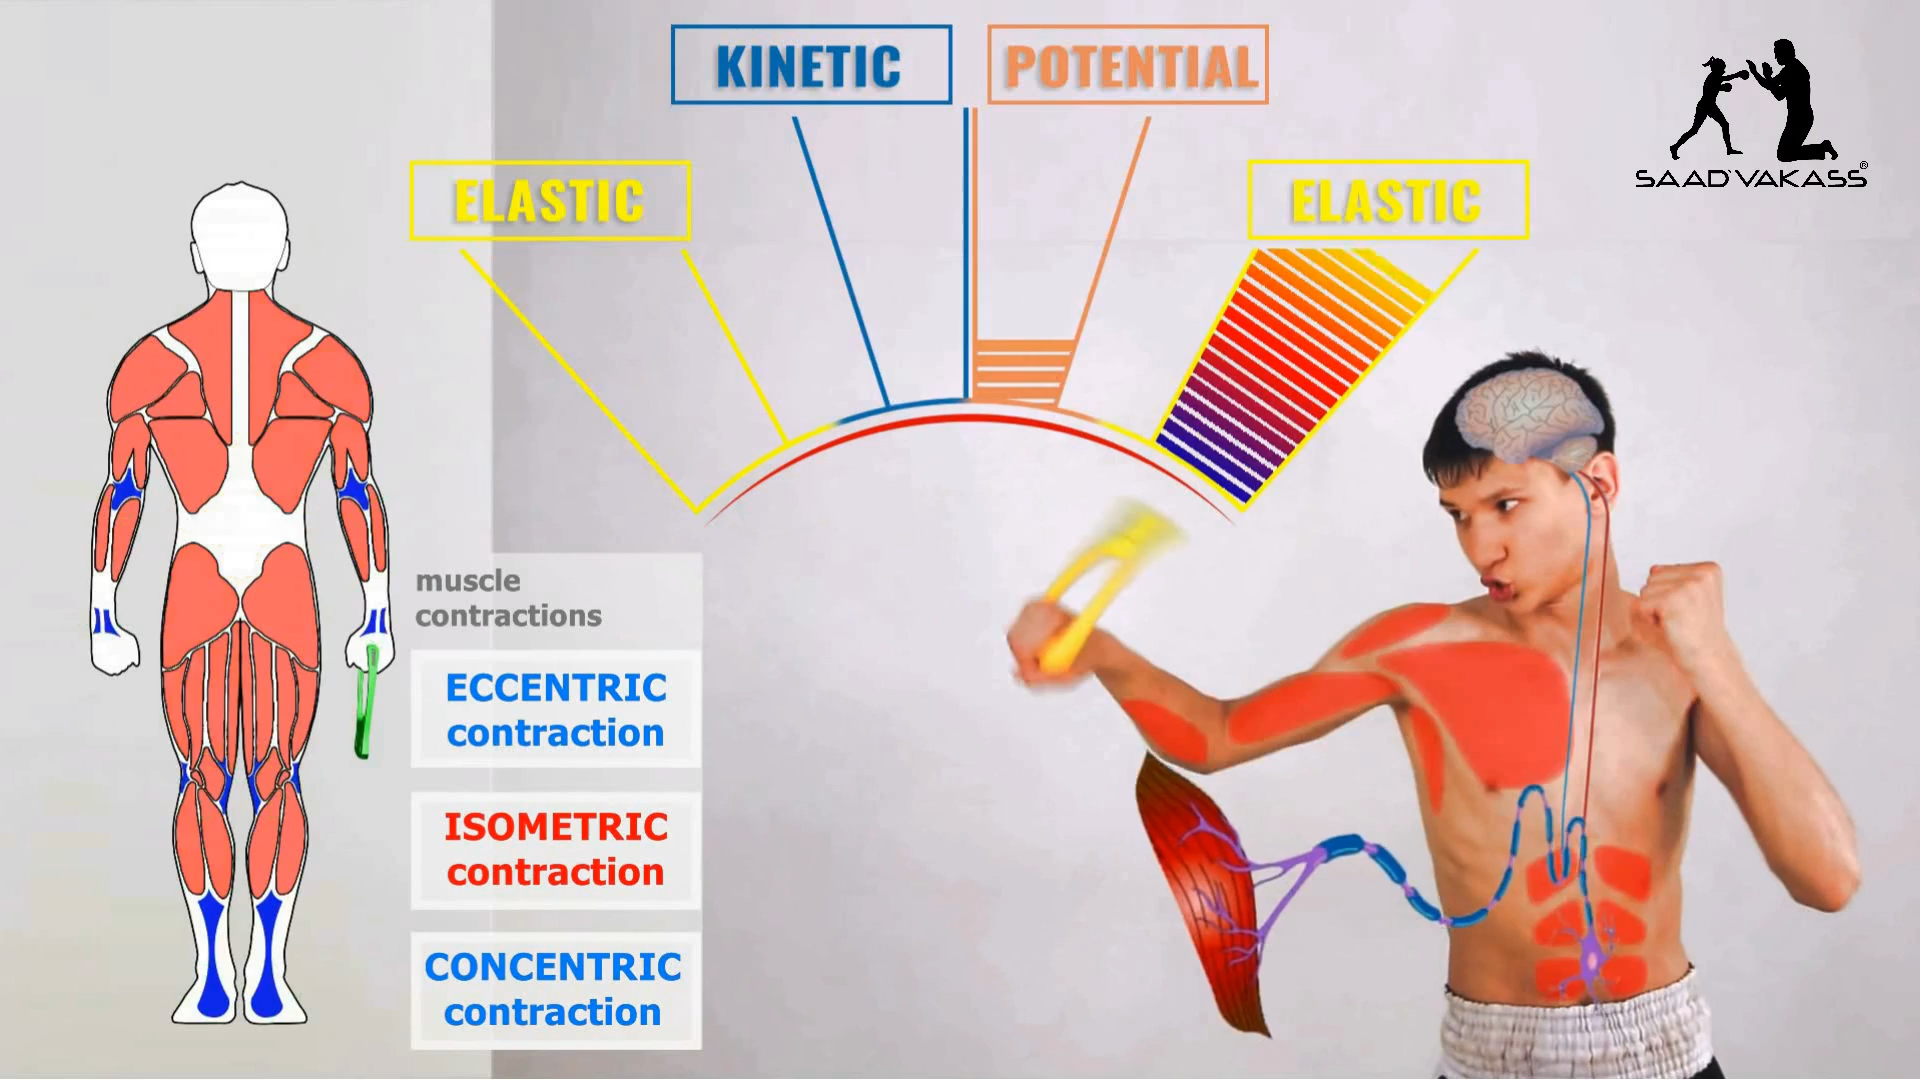 KINETIC
POTENTIAL
ELASTIC
ELASTIC
SAAD VAKASS®
muscle
contractions
ECCENTRIC
contraction
ISOMETRIC
contraction
CONCENTRIC
contraction